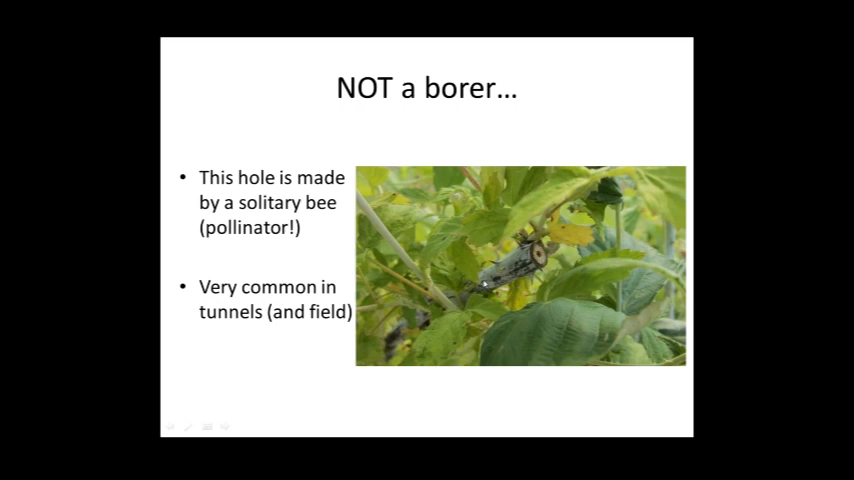 NOT a borer...
• This hole is made
by a solitary bee
(pollinator!)
• Very common in
tunnels (and field)